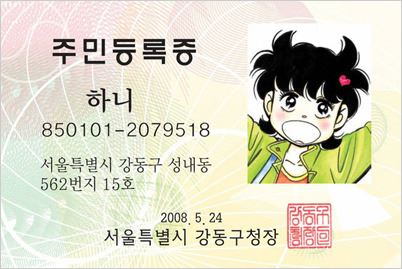 주민등록증
하니
850101-2079518
서울특별시 강동구 성내동
562번지 15호
2008. 5. 24
서울특별시 강동구청장